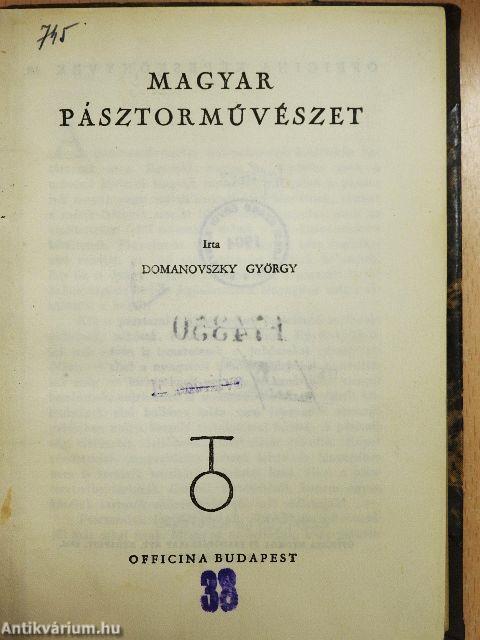 745
MAGYAR
PÁSZTORMŰVÉSZET
Irta
DOMANOVSZKY GYÖRGY
OFFICINA BUDAPEST
38
Antikvárium.hu